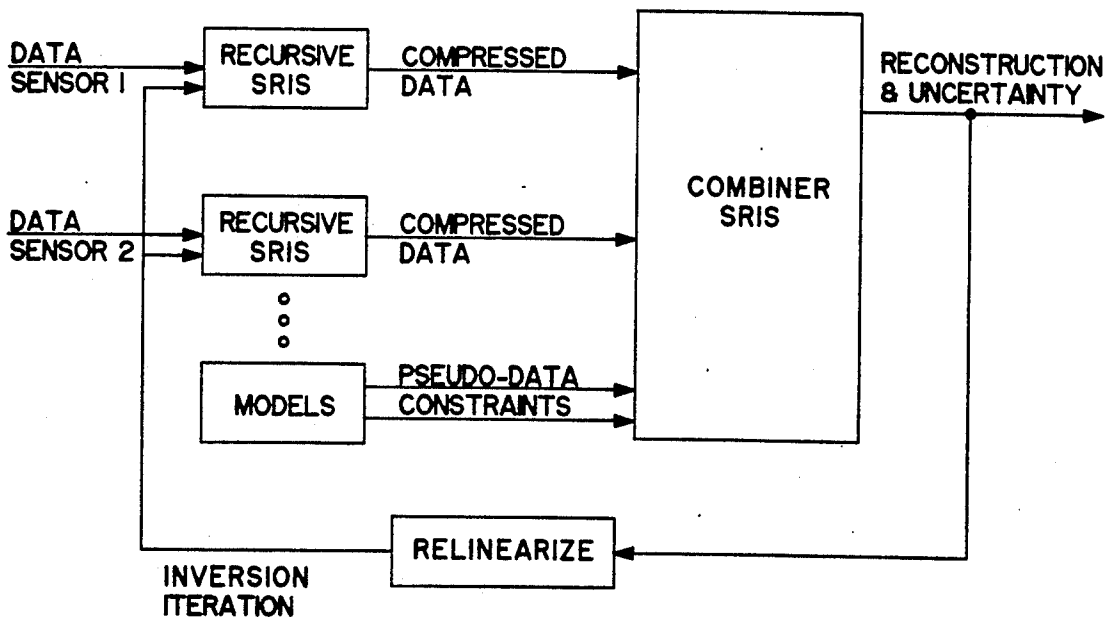 DATA
SENSOR 1
RECURSIVE
SRIS
COMPRESSED
DATA
RECONSTRUCTION
& UNCERTAINTY
COMBINER
SRIS
DATA
SENSOR 2
RECURSIVE
SRIS
COMPRESSED
DATA
MODELS
PSEUDO-DATA
CONSTRAINTS
RELINEARIZE
INVERSION
ITERATION